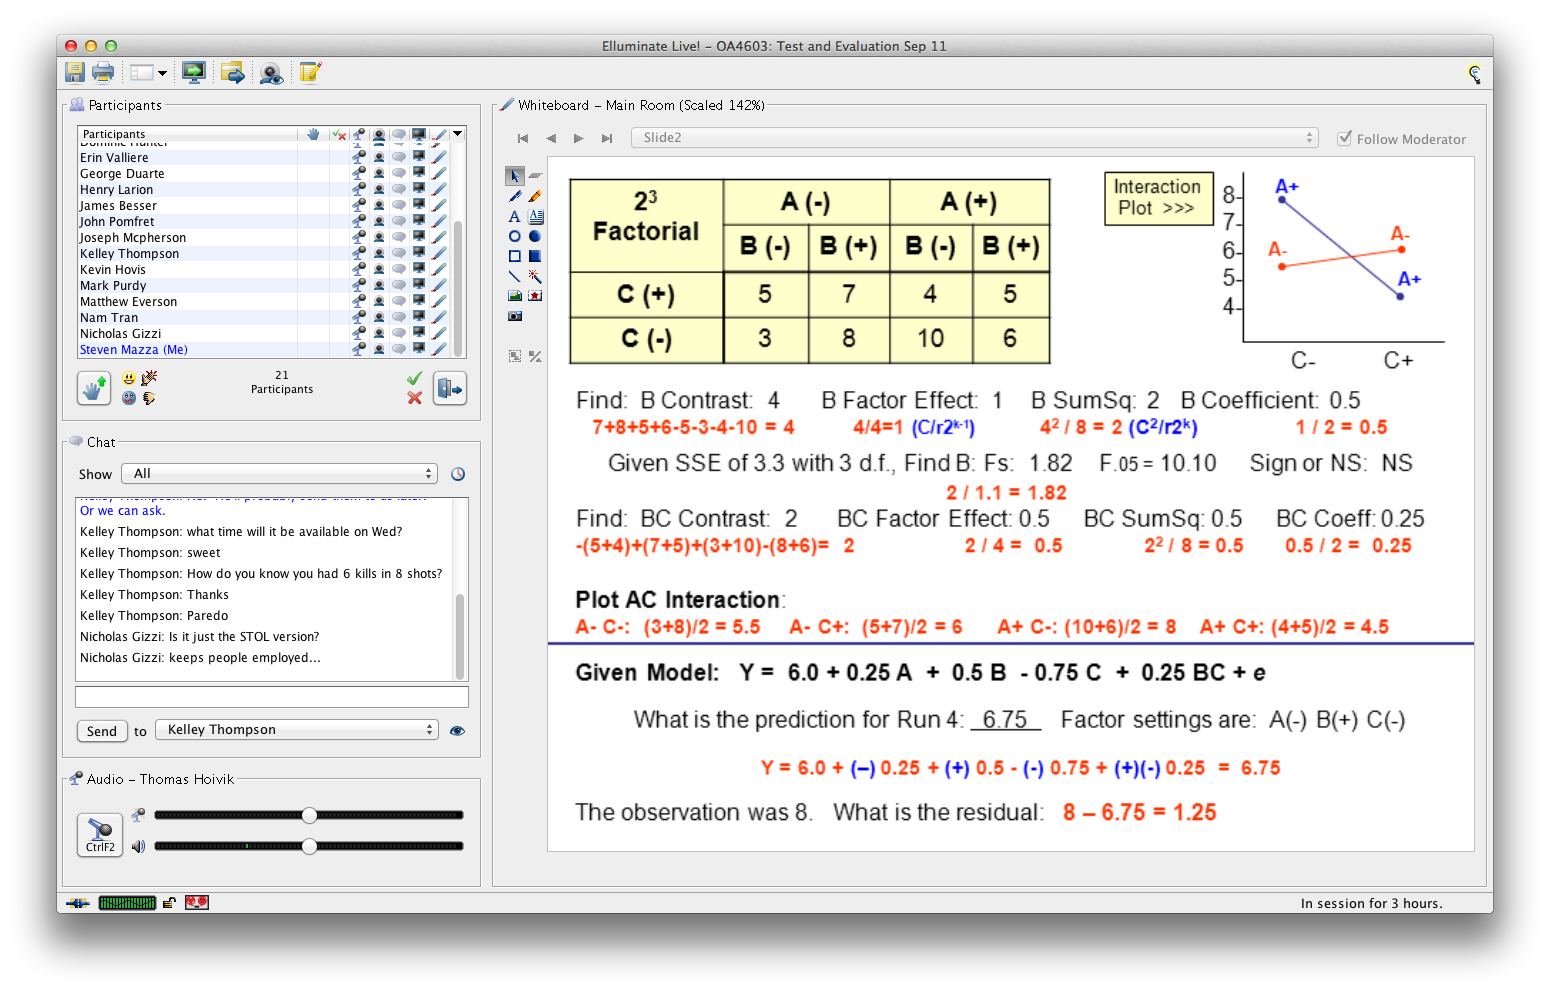 Elluminate Live! – OA4603: Test and Evaluation Sep 11
Participants
Participants
Dominic Hunter
Erin Valliere
George Duarte
Henry Larion
James Besser
John Pomfret
Joseph Mcpherson
Kelley Thompson
Kevin Hovis
Mark Purdy
Matthew Everson
Nam Tran
Nicholas Gizzi
Steven Mazza (Me)
21
Participants
Chat
Show All
Or we can ask.
Kelley Thompson: what time will it be available on Wed?
Kelley Thompson: sweet
Kelley Thompson: How do you know you had 6 kills in 8 shots?
Kelley Thompson: Thanks
Kelley Thompson: Paredo
Nicholas Gizzi: Is it just the STOL version?
Nicholas Gizzi: keeps people employed...
Send to Kelley Thompson
Audio – Thomas Hoivik
CtrlF2
Whiteboard – Main Room (Scaled 142%)
Slide2 Follow Moderator
2³ Factorial A (-) A (+)
B (-) B (+) B (-) B (+)
C (+) 5 7 4 5
C (-) 3 8 10 6
Interaction
Plot >>>
8
7
6
5
4
A+
A-
A-
A+
C- C+
Find: B Contrast: 4 B Factor Effect: 1 B SumSq: 2 B Coefficient: 0.5
7+8+5+6-5-3-4-10 = 4 4/4=1 (C/r2ᵏ⁻¹) 4² / 8 = 2 (C²/r2ᵏ) 1 / 2 = 0.5
Given SSE of 3.3 with 3 d.f., Find B: Fs: 1.82 F.05 = 10.10 Sign or NS: NS
2 / 1.1 = 1.82
Find: BC Contrast: 2 BC Factor Effect: 0.5 BC SumSq: 0.5 BC Coeff: 0.25
-(5+4)+(7+5)+(3+10)-(8+6)= 2 2 / 4 = 0.5 2² / 8 = 0.5 0.5 / 2 = 0.25
Plot AC Interaction:
A- C-: (3+8)/2 = 5.5 A- C+: (5+7)/2 = 6 A+ C-: (10+6)/2 = 8 A+ C+: (4+5)/2 = 4.5
Given Model: Y = 6.0 + 0.25 A + 0.5 B - 0.75 C + 0.25 BC + e
What is the prediction for Run 4: 6.75 Factor settings are: A(-) B(+) C(-)
Y = 6.0 + (–) 0.25 + (+) 0.5 - (-) 0.75 + (+)(-) 0.25 = 6.75
The observation was 8. What is the residual: 8 – 6.75 = 1.25
In session for 3 hours.